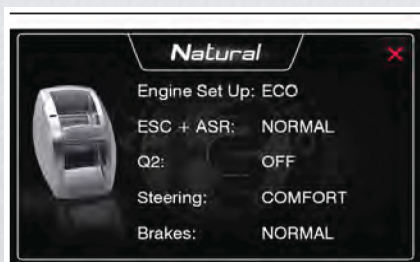 Natural
Engine Set Up: ECO
ESC + ASR: NORMAL
Q2: OFF
Steering: COMFORT
Brakes: NORMAL